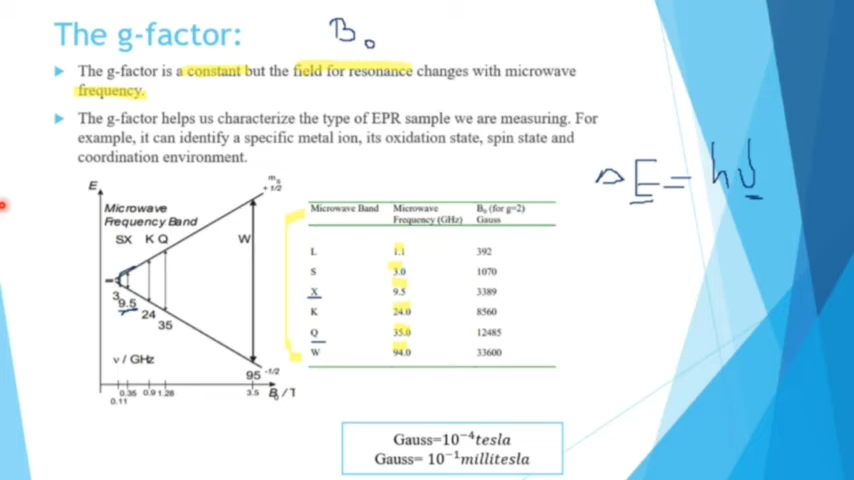 The g-factor:
B₀
The g-factor is a constant but the field for resonance changes with microwave
frequency.
The g-factor helps us characterize the type of EPR sample we are measuring. For
example, it can identify a specific metal ion, its oxidation state, spin state and
coordination environment.
ΔE = hυ
E
mₛ
+1/2
Microwave
Frequency Band
SX K Q W
3
9.5
24
35
ν / GHz
95 -1/2
0.11 0.35 0.9 1.28 3.5 B₀ / T
Microwave Band Microwave Frequency (GHz) B₀ (for g=2) Gauss
L 1.1 392
S 3.0 1070
X 9.5 3389
K 24.0 8560
Q 35.0 12485
W 94.0 33600
Gauss=10⁻⁴tesla
Gauss= 10⁻¹millitesla